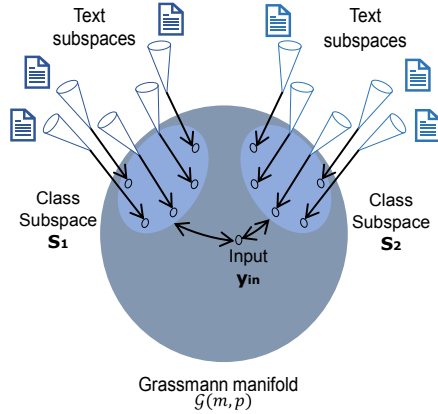 Text
subspaces
Text
subspaces
Class
Subspace
S₁
Class
Subspace
S₂
Input
yᵢₙ
Grassmann manifold
𝒢(m, p)